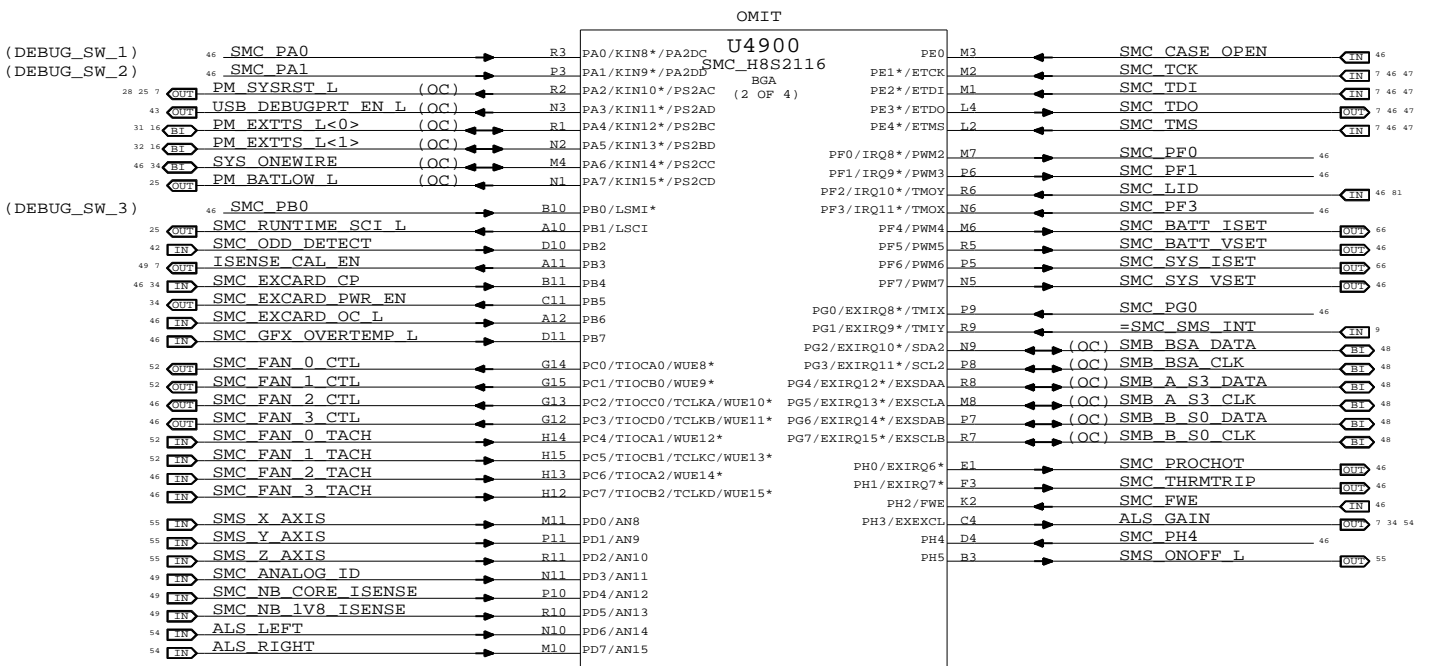 OMIT
U4900
SMC_H8S2116
BGA
(2 OF 4)
(DEBUG_SW_1) 46 SMC_PA0 R3 PA0/KIN8*/PA2DC
(DEBUG_SW_2) 46 SMC_PA1 P3 PA1/KIN9*/PA2DD
28 25 7 OUT PM_SYSRST_L (OC) R2 PA2/KIN10*/PS2AC
43 OUT USB_DEBUGPRT_EN_L (OC) N3 PA3/KIN11*/PS2AD
31 16 BI PM_EXTTS_L<0> (OC) R1 PA4/KIN12*/PS2BC
32 16 BI PM_EXTTS_L<1> (OC) N2 PA5/KIN13*/PS2BD
46 34 BI SYS_ONEWIRE (OC) M4 PA6/KIN14*/PS2CC
25 OUT PM_BATLOW_L (OC) N1 PA7/KIN15*/PS2CD
(DEBUG_SW_3) 46 SMC_PB0 B10 PB0/LSMI*
25 OUT SMC_RUNTIME_SCI_L A10 PB1/LSCI
42 IN SMC_ODD_DETECT D10 PB2
49 7 OUT ISENSE_CAL_EN A11 PB3
46 34 IN SMC_EXCARD_CP B11 PB4
34 OUT SMC_EXCARD_PWR_EN C11 PB5
46 IN SMC_EXCARD_OC_L A12 PB6
46 IN SMC_GFX_OVERTEMP_L D11 PB7
52 OUT SMC_FAN_0_CTL G14 PC0/TIOCA0/WUE8*
52 OUT SMC_FAN_1_CTL G15 PC1/TIOCB0/WUE9*
46 OUT SMC_FAN_2_CTL G13 PC2/TIOCC0/TCLKA/WUE10*
46 OUT SMC_FAN_3_CTL G12 PC3/TIOCD0/TCLKB/WUE11*
52 IN SMC_FAN_0_TACH H14 PC4/TIOCA1/WUE12*
52 IN SMC_FAN_1_TACH H15 PC5/TIOCB1/TCLKC/WUE13*
46 IN SMC_FAN_2_TACH H13 PC6/TIOCA2/WUE14*
46 IN SMC_FAN_3_TACH H12 PC7/TIOCB2/TCLKD/WUE15*
55 IN SMS_X_AXIS M11 PD0/AN8
55 IN SMS_Y_AXIS P11 PD1/AN9
55 IN SMS_Z_AXIS R11 PD2/AN10
49 IN SMC_ANALOG_ID N11 PD3/AN11
49 IN SMC_NB_CORE_ISENSE P10 PD4/AN12
49 IN SMC_NB_1V8_ISENSE R10 PD5/AN13
54 IN ALS_LEFT N10 PD6/AN14
54 IN ALS_RIGHT M10 PD7/AN15
PE0 M3 SMC_CASE_OPEN IN 46
PE1*/ETCK M2 SMC_TCK IN 7 46 47
PE2*/ETDI M1 SMC_TDI IN 7 46 47
PE3*/ETDO L4 SMC_TDO OUT 7 46 47
PE4*/ETMS L2 SMC_TMS IN 7 46 47
PF0/IRQ8*/PWM2 M7 SMC_PF0 46
PF1/IRQ9*/PWM3 P6 SMC_PF1 46
PF2/IRQ10*/TMOY R6 SMC_LID IN 46 81
PF3/IRQ11*/TMOX N6 SMC_PF3 46
PF4/PWM4 M6 SMC_BATT_ISET OUT 66
PF5/PWM5 R5 SMC_BATT_VSET OUT 46
PF6/PWM6 P5 SMC_SYS_ISET OUT 66
PF7/PWM7 N5 SMC_SYS_VSET OUT 46
PG0/EXIRQ8*/TMIX P9 SMC_PG0 46
PG1/EXIRQ9*/TMIY R9 =SMC_SMS_INT IN 9
PG2/EXIRQ10*/SDA2 N9 (OC) SMB_BSA_DATA BI 48
PG3/EXIRQ11*/SCL2 P8 (OC) SMB_BSA_CLK BI 48
PG4/EXIRQ12*/EXSDAA R8 (OC) SMB_A_S3_DATA BI 48
PG5/EXIRQ13*/EXSCLA M8 (OC) SMB_A_S3_CLK BI 48
PG6/EXIRQ14*/EXSDAB P7 (OC) SMB_B_S0_DATA BI 48
PG7/EXIRQ15*/EXSCLB R7 (OC) SMB_B_S0_CLK BI 48
PH0/EXIRQ6* E1 SMC_PROCHOT OUT 46
PH1/EXIRQ7* F3 SMC_THRMTRIP OUT 46
PH2/FWE K2 SMC_FWE IN 46
PH3/EXEXCL C4 ALS_GAIN OUT 7 34 54
PH4 D4 SMC_PH4 46
PH5 B3 SMS_ONOFF_L OUT 55